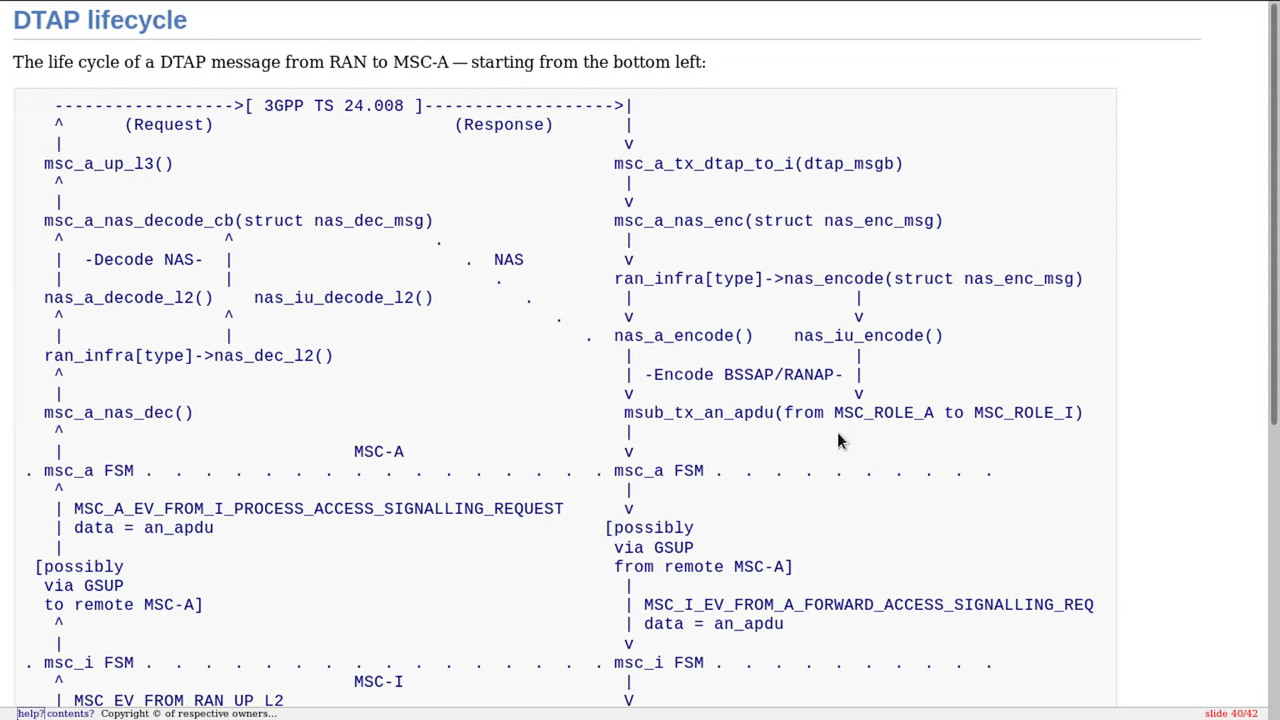 DTAP lifecycle
The life cycle of a DTAP message from RAN to MSC-A — starting from the bottom left:
    ------------------>[ 3GPP TS 24.008 ]------------------->|
    ^      (Request)                        (Response)       |
    |                                                        v
   msc_a_up_l3()                                            msc_a_tx_dtap_to_i(dtap_msgb)
    ^                                                        |
    |                                                        v
   msc_a_nas_decode_cb(struct nas_dec_msg)                  msc_a_nas_enc(struct nas_enc_msg)
    ^                ^                    .                  |
    |  -Decode NAS-  |                       .  NAS          v
    |                |                          .           ran_infra[type]->nas_encode(struct nas_enc_msg)
   nas_a_decode_l2()    nas_iu_decode_l2()         .         |                      |
    ^                ^                                .      v                      v
    |                |                                   .  nas_a_encode()    nas_iu_encode()
   ran_infra[type]->nas_dec_l2()                             |                      |
    ^                                                        | -Encode BSSAP/RANAP- |
    |                                                        v                      v
   msc_a_nas_dec()                                           msub_tx_an_apdu(from MSC_ROLE_A to MSC_ROLE_I)
    ^                                                        |
    |                             MSC-A                      v
 . msc_a FSM .  .  .  .  .  .  .  .  .  .  .  .  .  .  .  . msc_a FSM .  .  .  .  .  .  .  .  .  .
    ^                                                        |
    | MSC_A_EV_FROM_I_PROCESS_ACCESS_SIGNALLING_REQUEST      v
    | data = an_apdu                                       [possibly
    |                                                       via GSUP
  [possibly                                                 from remote MSC-A]
   via GSUP                                                  |
   to remote MSC-A]                                          | MSC_I_EV_FROM_A_FORWARD_ACCESS_SIGNALLING_REQ
    ^                                                        | data = an_apdu
    |                                                        v
 . msc_i FSM .  .  .  .  .  .  .  .  .  .  .  .  .  .  .  . msc_i FSM .  .  .  .  .  .  .  .  .  .
    ^                             MSC-I                      |
    | MSC_EV_FROM_RAN_UP_L2                                  V
help? contents? Copyright © of respective owners... slide 40/42